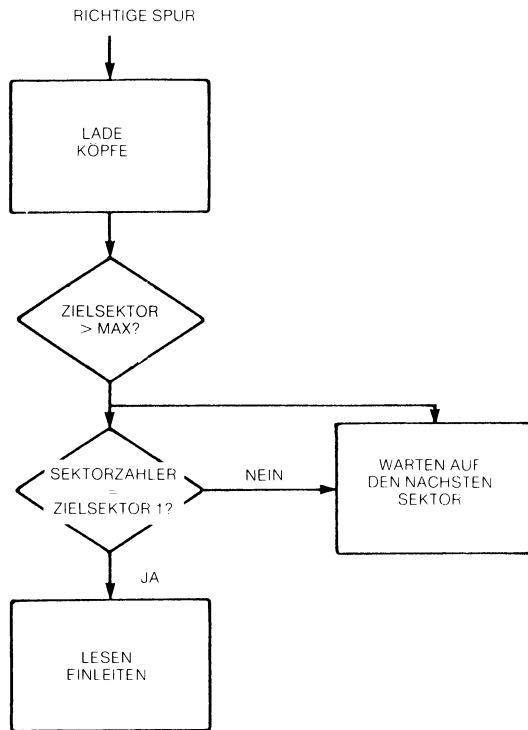 RICHTIGE SPUR
LADE
KÖPFE
ZIELSEKTOR
> MAX?
SEKTORZAHLER
=
ZIELSEKTOR 1?
NEIN
WARTEN AUF
DEN NACHSTEN
SEKTOR
JA
LESEN
EINLEITEN